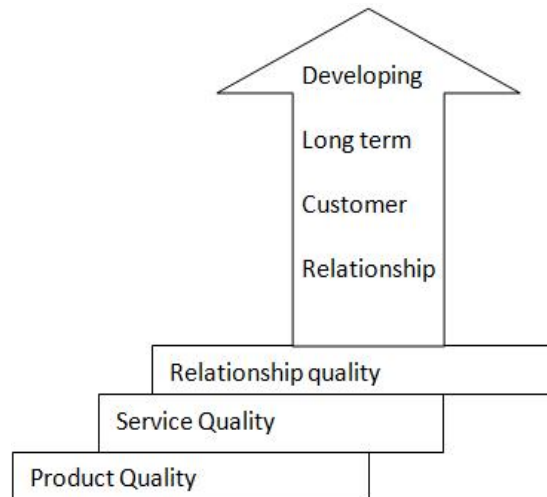 Developing
Long term
Customer
Relationship
Relationship quality
Service Quality
Product Quality